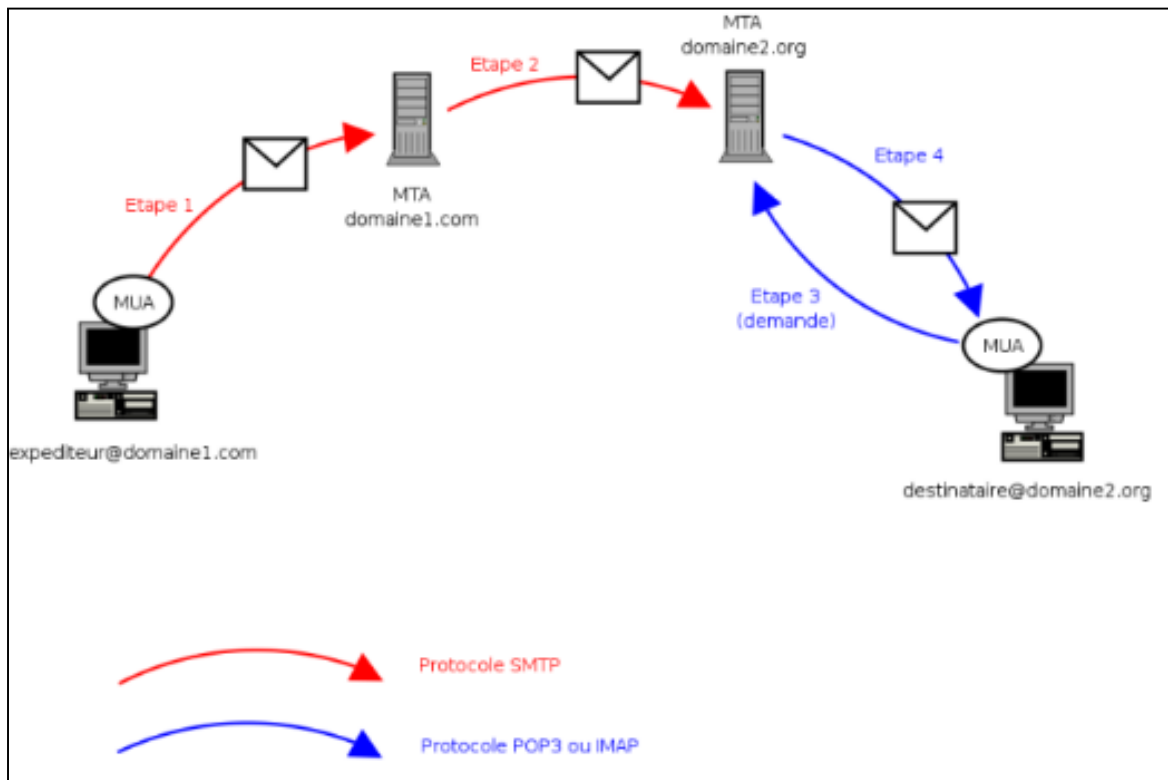 MTA
domaine2.org
Etape 2
Etape 4
MTA
domaine1.com
Etape 1
Etape 3
(demande)
MUA
MUA
expediteur@domaine1.com
destinataire@domaine2.org
Protocole SMTP
Protocole POP3 ou IMAP